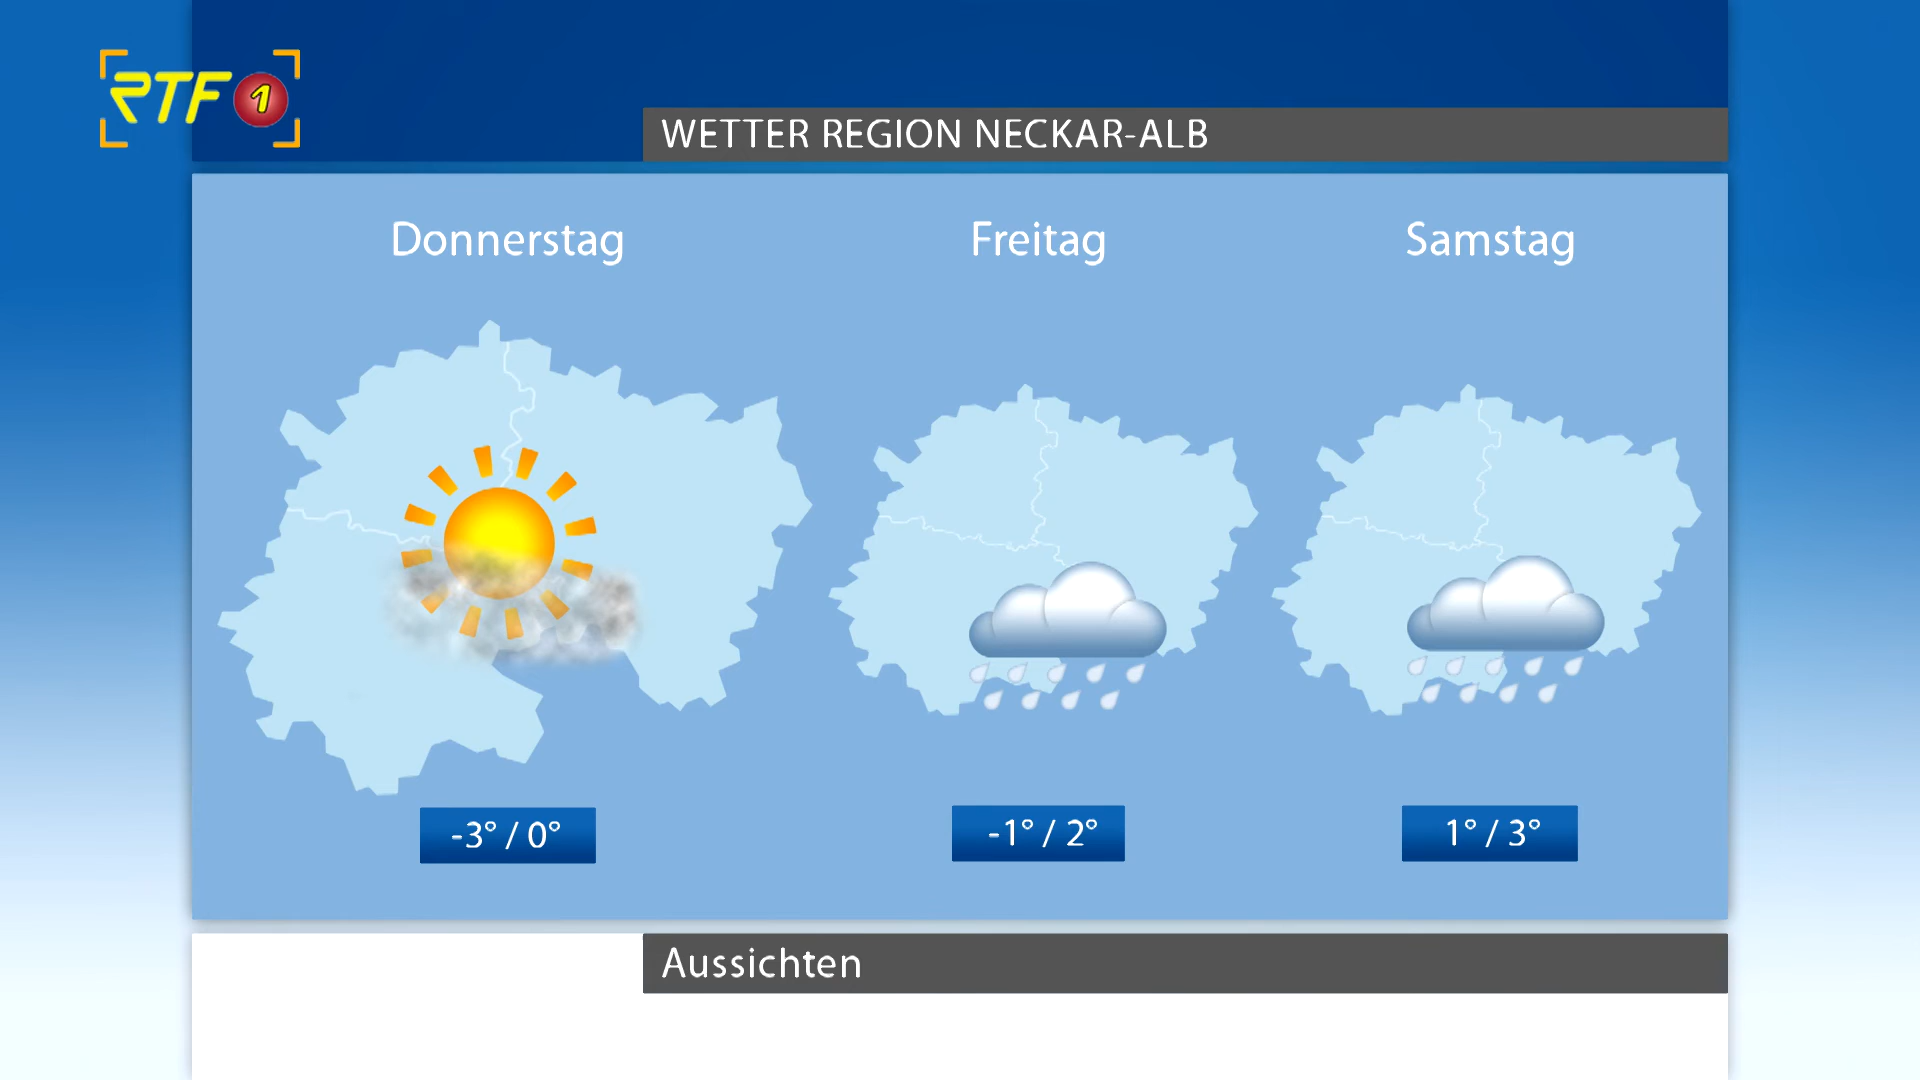 RTF 1
WETTER REGION NECKAR-ALB
Donnerstag
Freitag
Samstag
-3° / 0°
-1° / 2°
1° / 3°
Aussichten